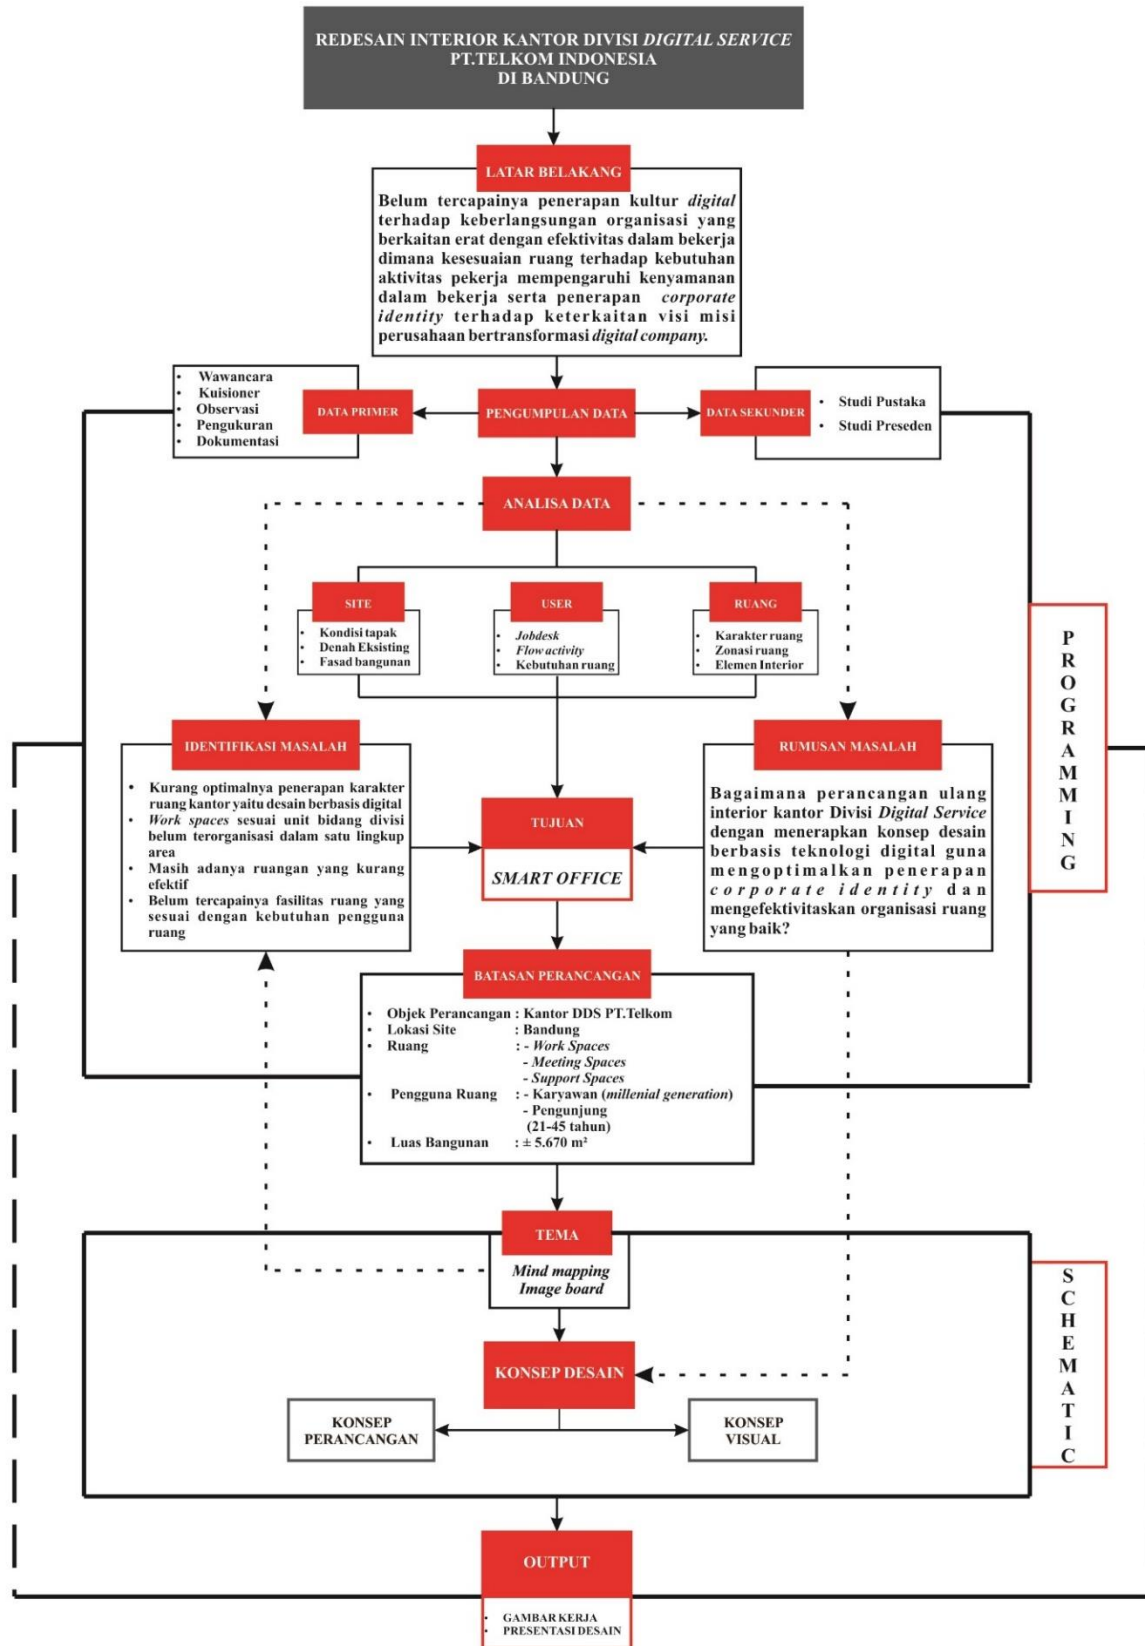 REDESAIN INTERIOR KANTOR DIVISI DIGITAL SERVICE
PT.TELKOM INDONESIA
DI BANDUNG
LATAR BELAKANG
Belum tercapainya penerapan kultur digital
terhadap keberlangsungan organisasi yang
berkaitan erat dengan efektivitas dalam bekerja
dimana kesesuaian ruang terhadap kebutuhan
aktivitas pekerja mempengaruhi kenyamanan
dalam bekerja serta penerapan corporate
identity terhadap keterkaitan visi misi
perusahaan bertransformasi digital company.
• Wawancara
• Kuisioner
• Observasi
• Pengukuran
• Dokumentasi
DATA PRIMER
PENGUMPULAN DATA
DATA SEKUNDER
• Studi Pustaka
• Studi Preseden
ANALISA DATA
SITE
• Kondisi tapak
• Denah Eksisting
• Fasad bangunan
USER
• Jobdesk
• Flow activity
• Kebutuhan ruang
RUANG
• Karakter ruang
• Zonasi ruang
• Elemen Interior
PROGRAMMING
IDENTIFIKASI MASALAH
• Kurang optimalnya penerapan karakter
ruang kantor yaitu desain berbasis digital
• Work spaces sesuai unit bidang divisi
belum terorganisasi dalam satu lingkup
area
• Masih adanya ruangan yang kurang
efektif
• Belum tercapainya fasilitas ruang yang
sesuai dengan kebutuhan pengguna
ruang
TUJUAN
SMART OFFICE
RUMUSAN MASALAH
Bagaimana perancangan ulang
interior kantor Divisi Digital Service
dengan menerapkan konsep desain
berbasis teknologi digital guna
mengoptimalkan penerapan
corporate identity dan
mengefektivitaskan organisasi ruang
yang baik?
BATASAN PERANCANGAN
• Objek Perancangan : Kantor DDS PT.Telkom
• Lokasi Site : Bandung
• Ruang : - Work Spaces
- Meeting Spaces
- Support Spaces
• Pengguna Ruang : - Karyawan (millenial generation)
- Pengunjung
(21-45 tahun)
• Luas Bangunan : ± 5.670 m²
TEMA
Mind mapping
Image board
SCHEMATIC
KONSEP DESAIN
KONSEP
PERANCANGAN
KONSEP
VISUAL
OUTPUT
• GAMBAR KERJA
• PRESENTASI DESAIN